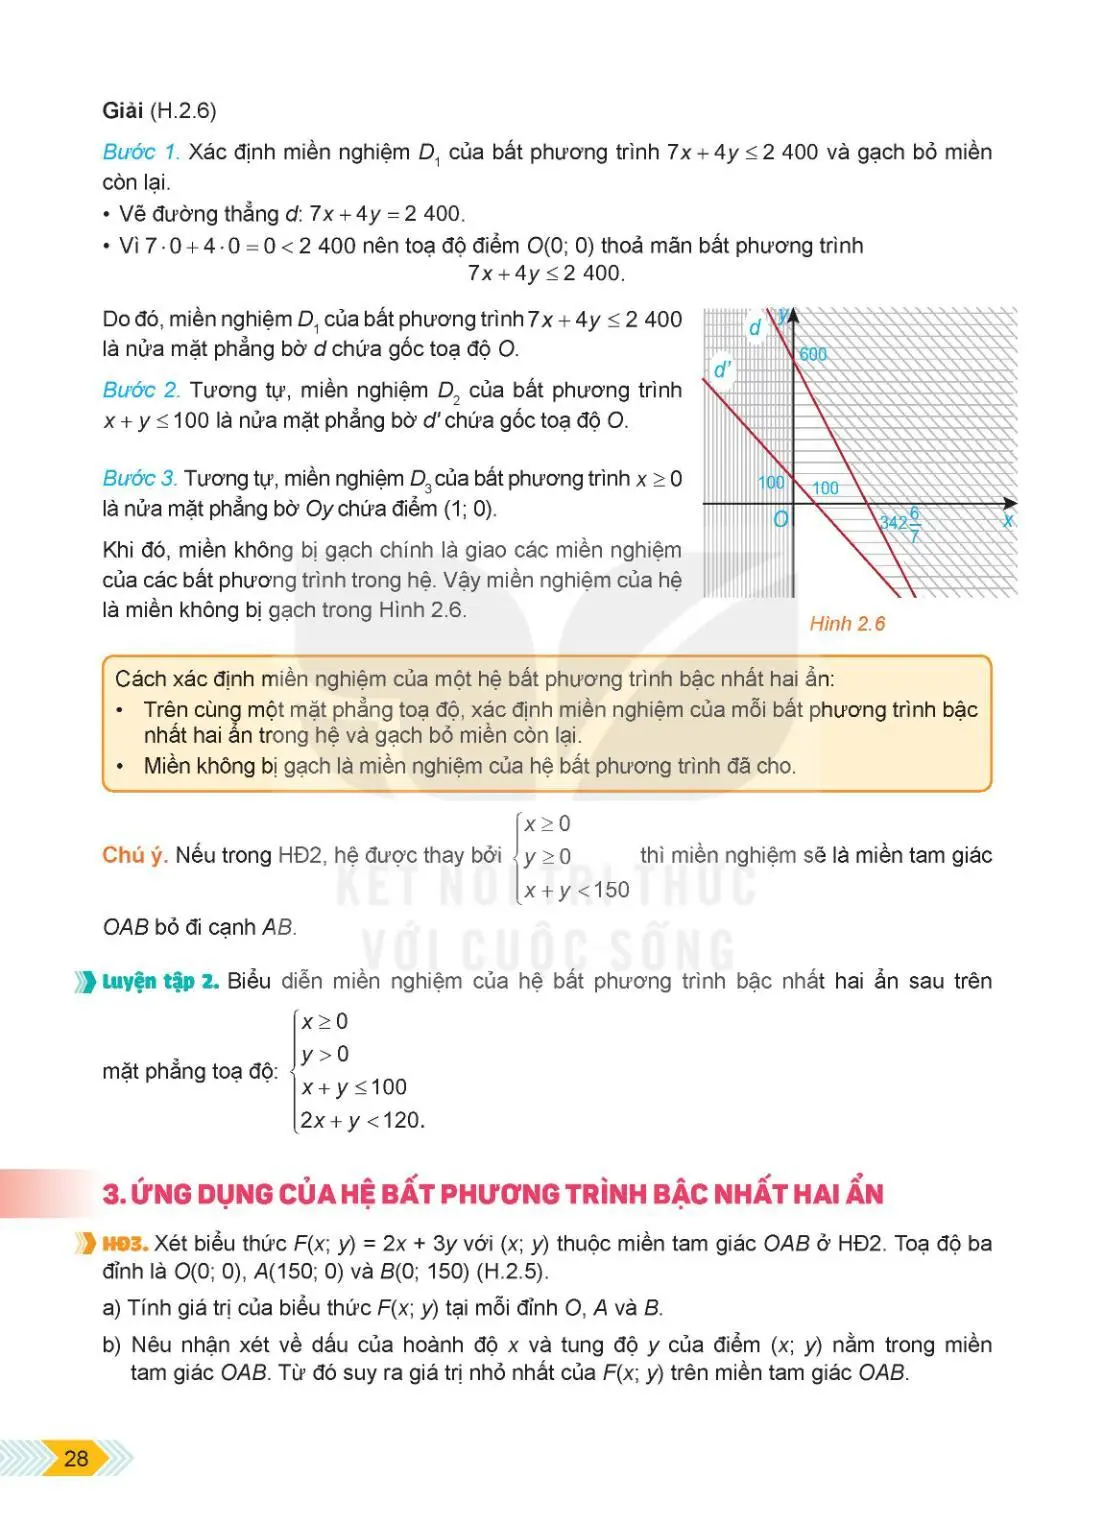 Giải (H.2.6)
Bước 1. Xác định miền nghiệm D₁ của bất phương trình 7x + 4y ≤ 2 400 và gạch bỏ miền
còn lại.
• Vẽ đường thẳng d: 7x + 4y = 2 400.
• Vì 7 · 0 + 4 · 0 = 0 < 2 400 nên toạ độ điểm O(0; 0) thoả mãn bất phương trình
7x + 4y ≤ 2 400.
Do đó, miền nghiệm D₁ của bất phương trình 7x + 4y ≤ 2 400
là nửa mặt phẳng bờ d chứa gốc toạ độ O.
Bước 2. Tương tự, miền nghiệm D₂ của bất phương trình
x + y ≤ 100 là nửa mặt phẳng bờ d' chứa gốc toạ độ O.
Bước 3. Tương tự, miền nghiệm D₃ của bất phương trình x ≥ 0
là nửa mặt phẳng bờ Oy chứa điểm (1; 0).
Khi đó, miền không bị gạch chính là giao các miền nghiệm
của các bất phương trình trong hệ. Vậy miền nghiệm của hệ
là miền không bị gạch trong Hình 2.6.
d
y
600
d'
100
100
O
342 6/7
x
Hình 2.6
Cách xác định miền nghiệm của một hệ bất phương trình bậc nhất hai ẩn:
• Trên cùng một mặt phẳng toạ độ, xác định miền nghiệm của mỗi bất phương trình bậc
nhất hai ẩn trong hệ và gạch bỏ miền còn lại.
• Miền không bị gạch là miền nghiệm của hệ bất phương trình đã cho.
x ≥ 0
Chú ý. Nếu trong HĐ2, hệ được thay bởi { y ≥ 0 thì miền nghiệm sẽ là miền tam giác
x + y < 150
OAB bỏ đi cạnh AB.
KẾT NỐI TRI THỨC
VỚI CUỘC SỐNG
Luyện tập 2. Biểu diễn miền nghiệm của hệ bất phương trình bậc nhất hai ẩn sau trên
x ≥ 0
y > 0
mặt phẳng toạ độ: {
x + y ≤ 100
2x + y < 120.
3. ỨNG DỤNG CỦA HỆ BẤT PHƯƠNG TRÌNH BẬC NHẤT HAI ẨN
HĐ3. Xét biểu thức F(x; y) = 2x + 3y với (x; y) thuộc miền tam giác OAB ở HĐ2. Toạ độ ba
đỉnh là O(0; 0), A(150; 0) và B(0; 150) (H.2.5).
a) Tính giá trị của biểu thức F(x; y) tại mỗi đỉnh O, A và B.
b) Nêu nhận xét về dấu của hoành độ x và tung độ y của điểm (x; y) nằm trong miền
tam giác OAB. Từ đó suy ra giá trị nhỏ nhất của F(x; y) trên miền tam giác OAB.
28